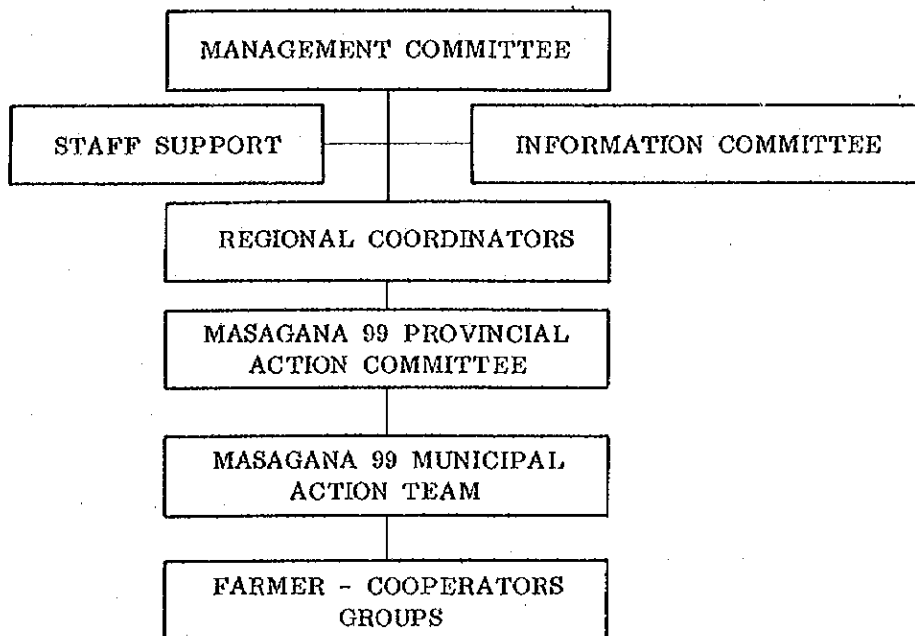 MANAGEMENT COMMITTEE
STAFF SUPPORT
INFORMATION COMMITTEE
REGIONAL COORDINATORS
MASAGANA 99 PROVINCIAL
ACTION COMMITTEE
MASAGANA 99 MUNICIPAL
ACTION TEAM
FARMER - COOPERATORS
GROUPS